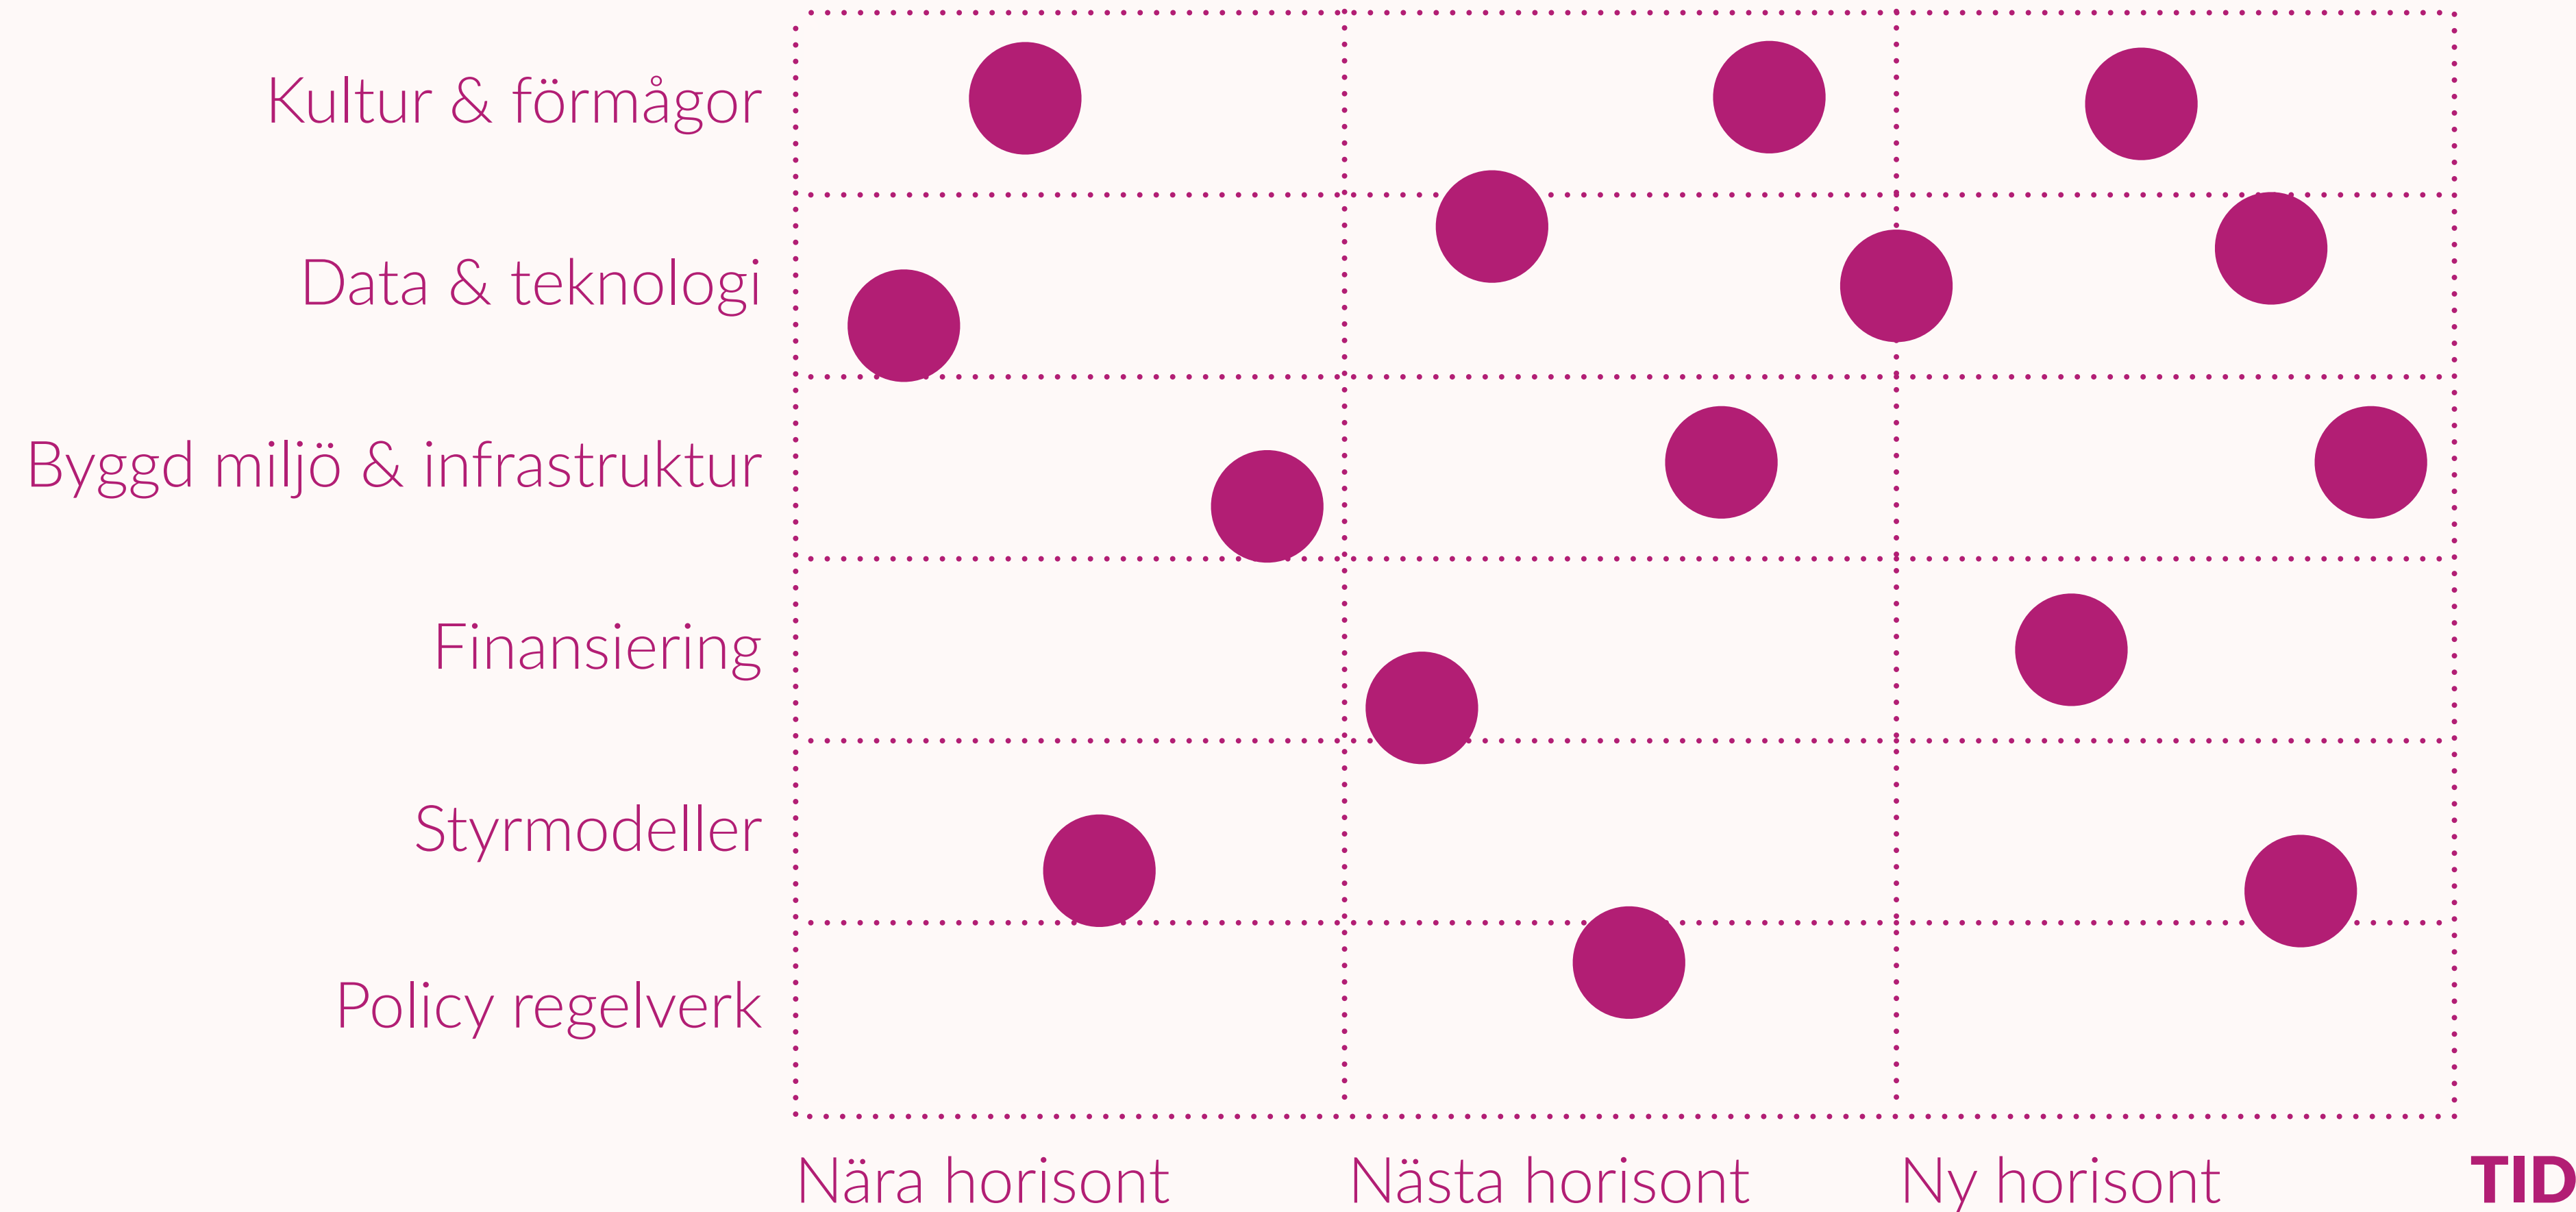 Kultur & förmågor
Data & teknologi
Byggd miljö & infrastruktur
Finansiering
Styrmodeller
Policy regelverk
Nära horisont
Nästa horisont
Ny horisont
TID